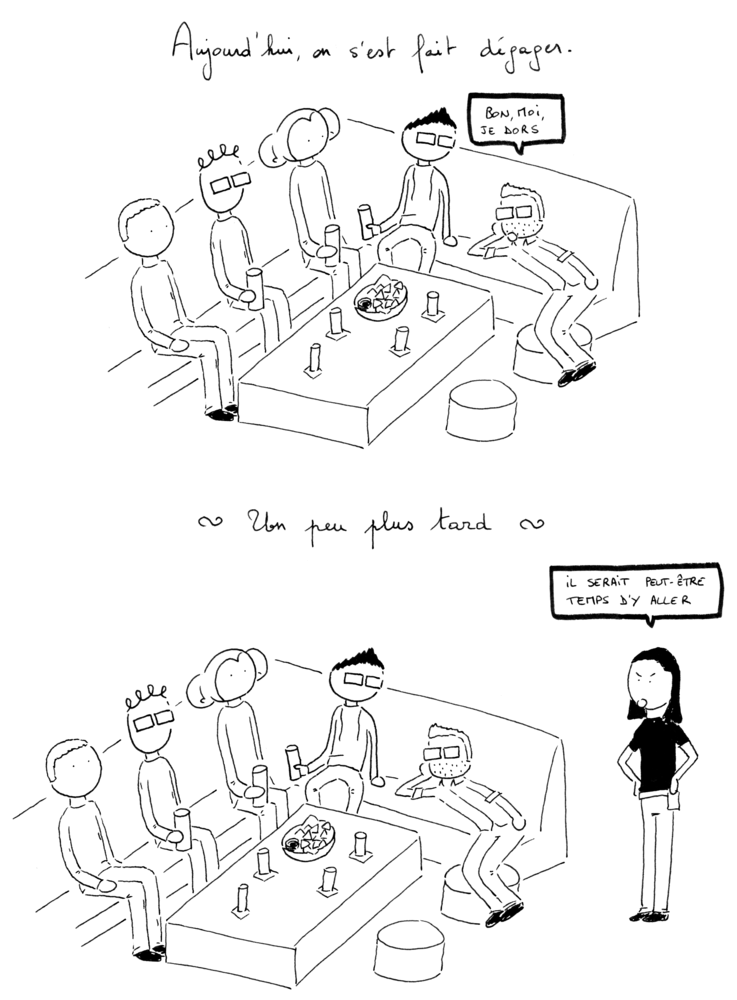 Aujourd'hui, on s'est fait dégager.
BON, MOI,
JE DORS
~ Un peu plus tard ~
IL SERAIT PEUT-ÊTRE
TEMPS D'Y ALLER